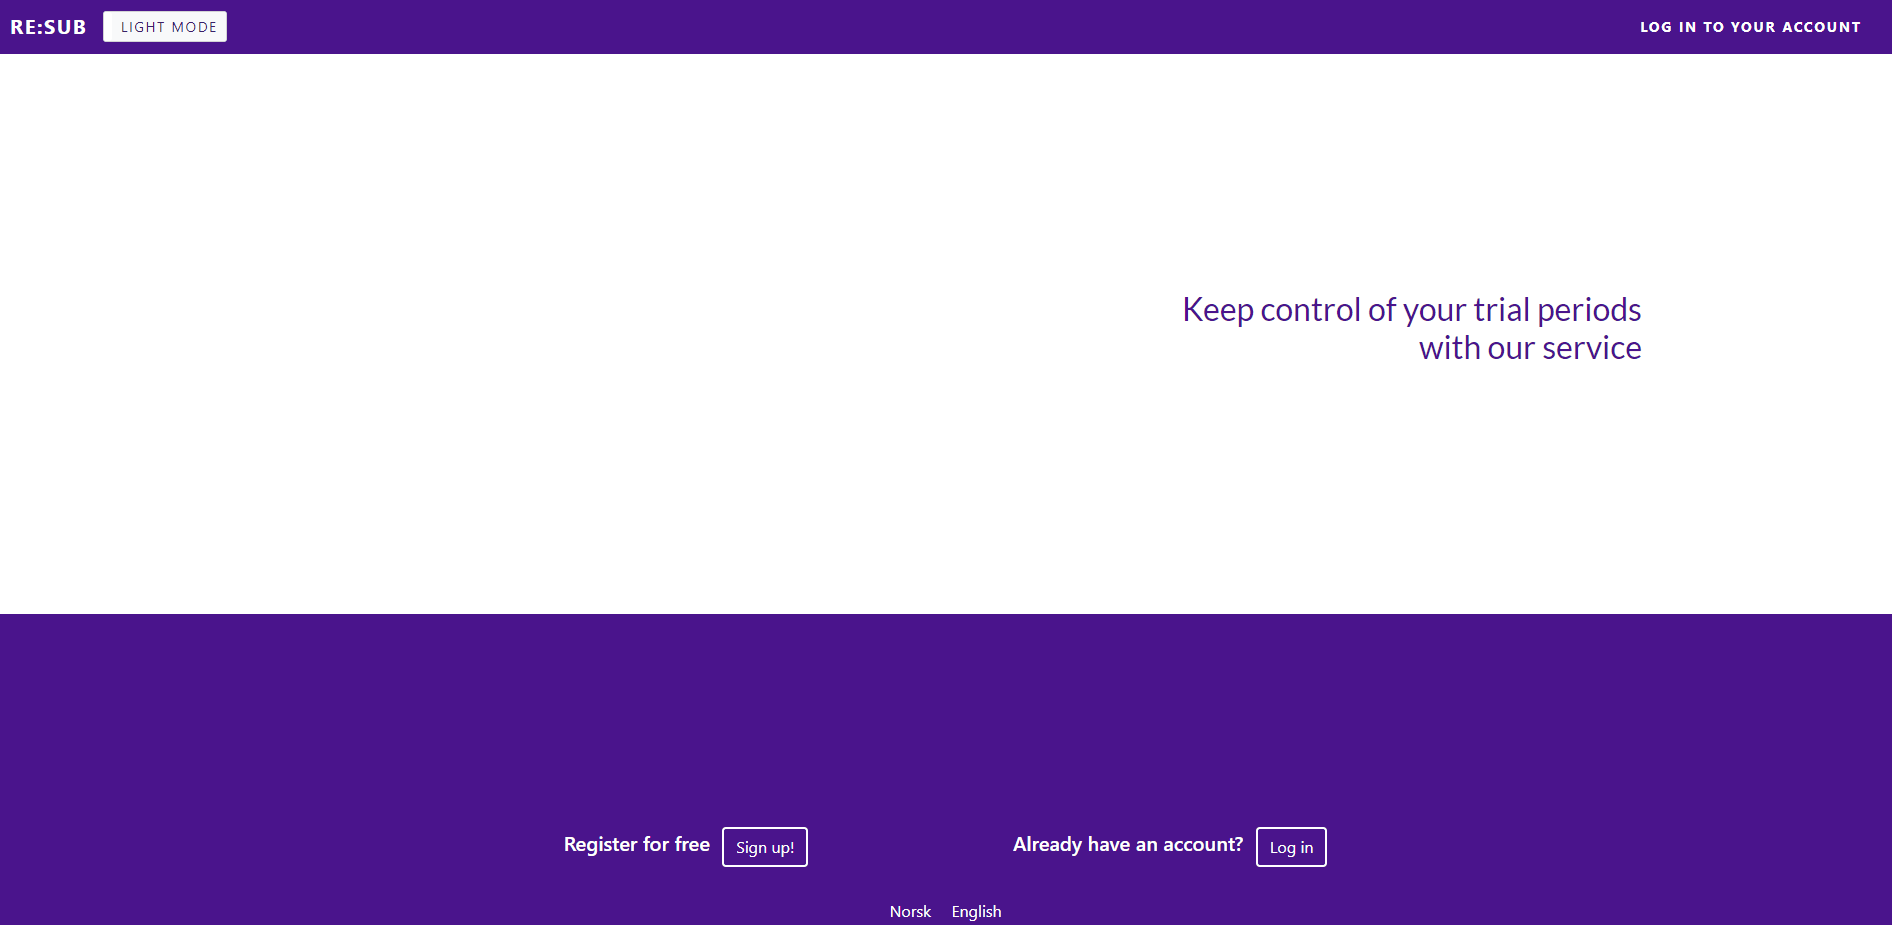 RE:SUB LIGHT MODE LOG IN TO YOUR ACCOUNT
Keep control of your trial periods
with our service
Register for free Sign up! Already have an account? Log in
Norsk English